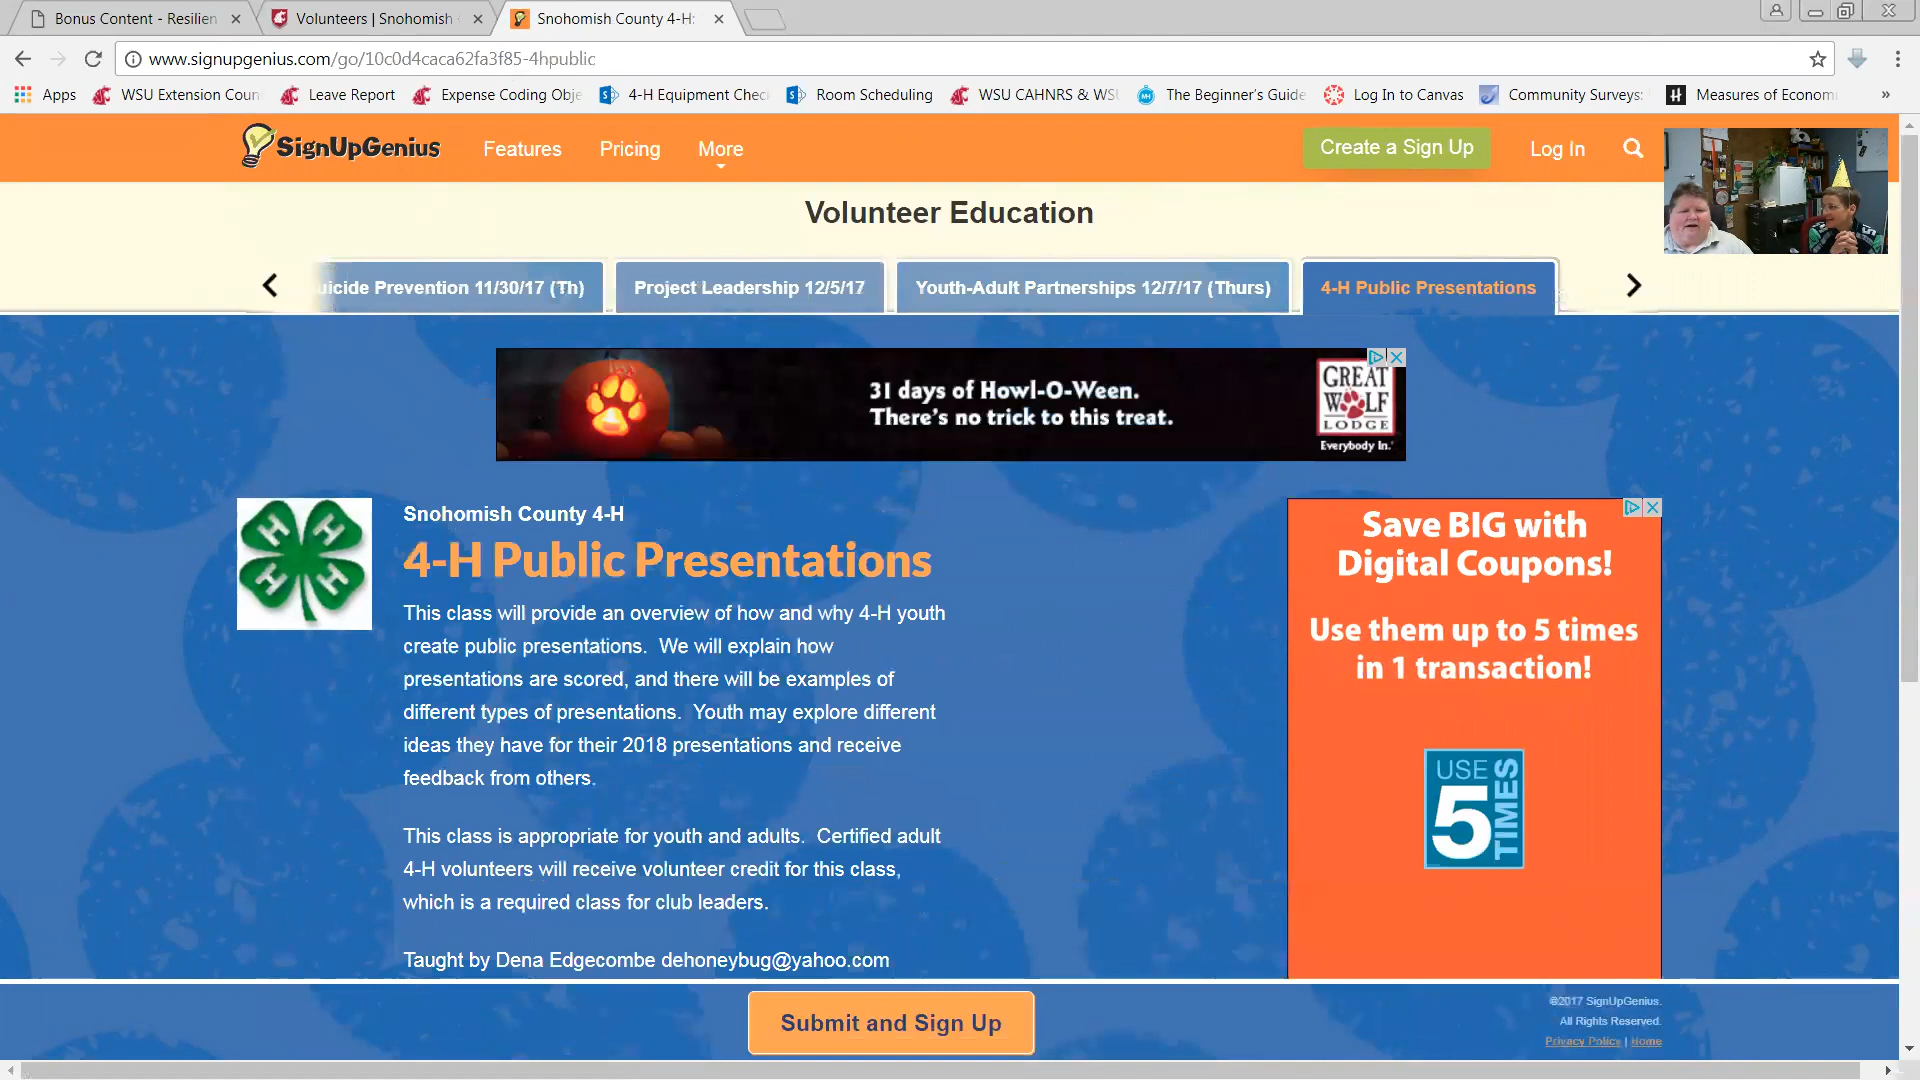 Bonus Content - Resilien
Volunteers | Snohomish
Snohomish County 4-H:
www.signupgenius.com/go/10c0d4caca62fa3f85-4hpublic
Apps
WSU Extension Coun
Leave Report
Expense Coding Obje
4-H Equipment Chec
Room Scheduling
WSU CAHNRS & WSU
The Beginner's Guide
Log In to Canvas
Community Surveys:
Measures of Econom
»
SignUpGenius
Features
Pricing
More
Create a Sign Up
Log In
Volunteer Education
uicide Prevention 11/30/17 (Th)
Project Leadership 12/5/17
Youth-Adult Partnerships 12/7/17 (Thurs)
4-H Public Presentations
31 days of Howl-O-Ween.
There's no trick to this treat.
GREAT
WOLF
LODGE
Everybody In.
H H
H H
Snohomish County 4-H
4-H Public Presentations
This class will provide an overview of how and why 4-H youth
create public presentations.  We will explain how
presentations are scored, and there will be examples of
different types of presentations.  Youth may explore different
ideas they have for their 2018 presentations and receive
feedback from others.
This class is appropriate for youth and adults.  Certified adult
4-H volunteers will receive volunteer credit for this class,
which is a required class for club leaders.
Taught by Dena Edgecombe dehoneybug@yahoo.com
Save BIG with
Digital Coupons!
Use them up to 5 times
in 1 transaction!
USE
5
TIMES
Submit and Sign Up
©2017 SignUpGenius.
All Rights Reserved.
Privacy Policy | Home